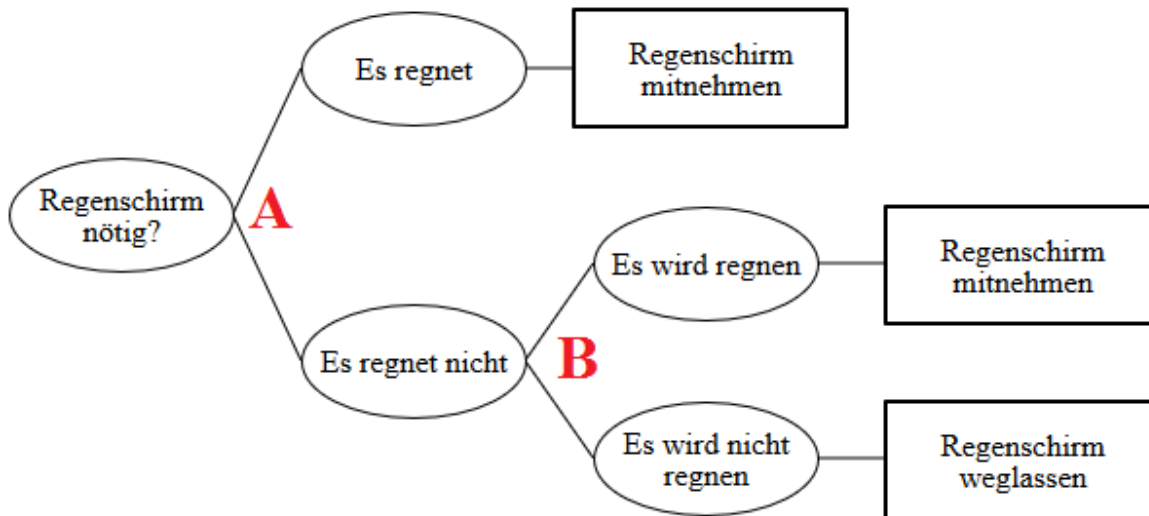 Es regnet
Regenschirm
mitnehmen
Regenschirm
nötig?
A
Es regnet nicht
B
Es wird regnen
Regenschirm
mitnehmen
Es wird nicht
regnen
Regenschirm
weglassen